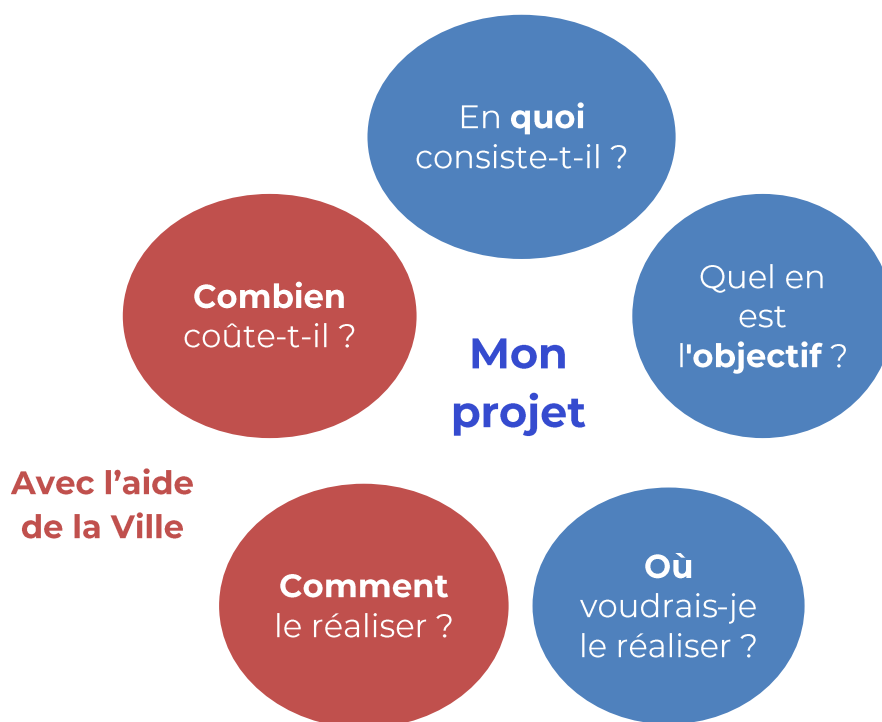 En quoi
consiste-t-il ?
Quel en
est
l'objectif ?
Combien
coûte-t-il ?
Mon
projet
Avec l’aide
de la Ville
Où
voudrais-je
le réaliser ?
Comment
le réaliser ?